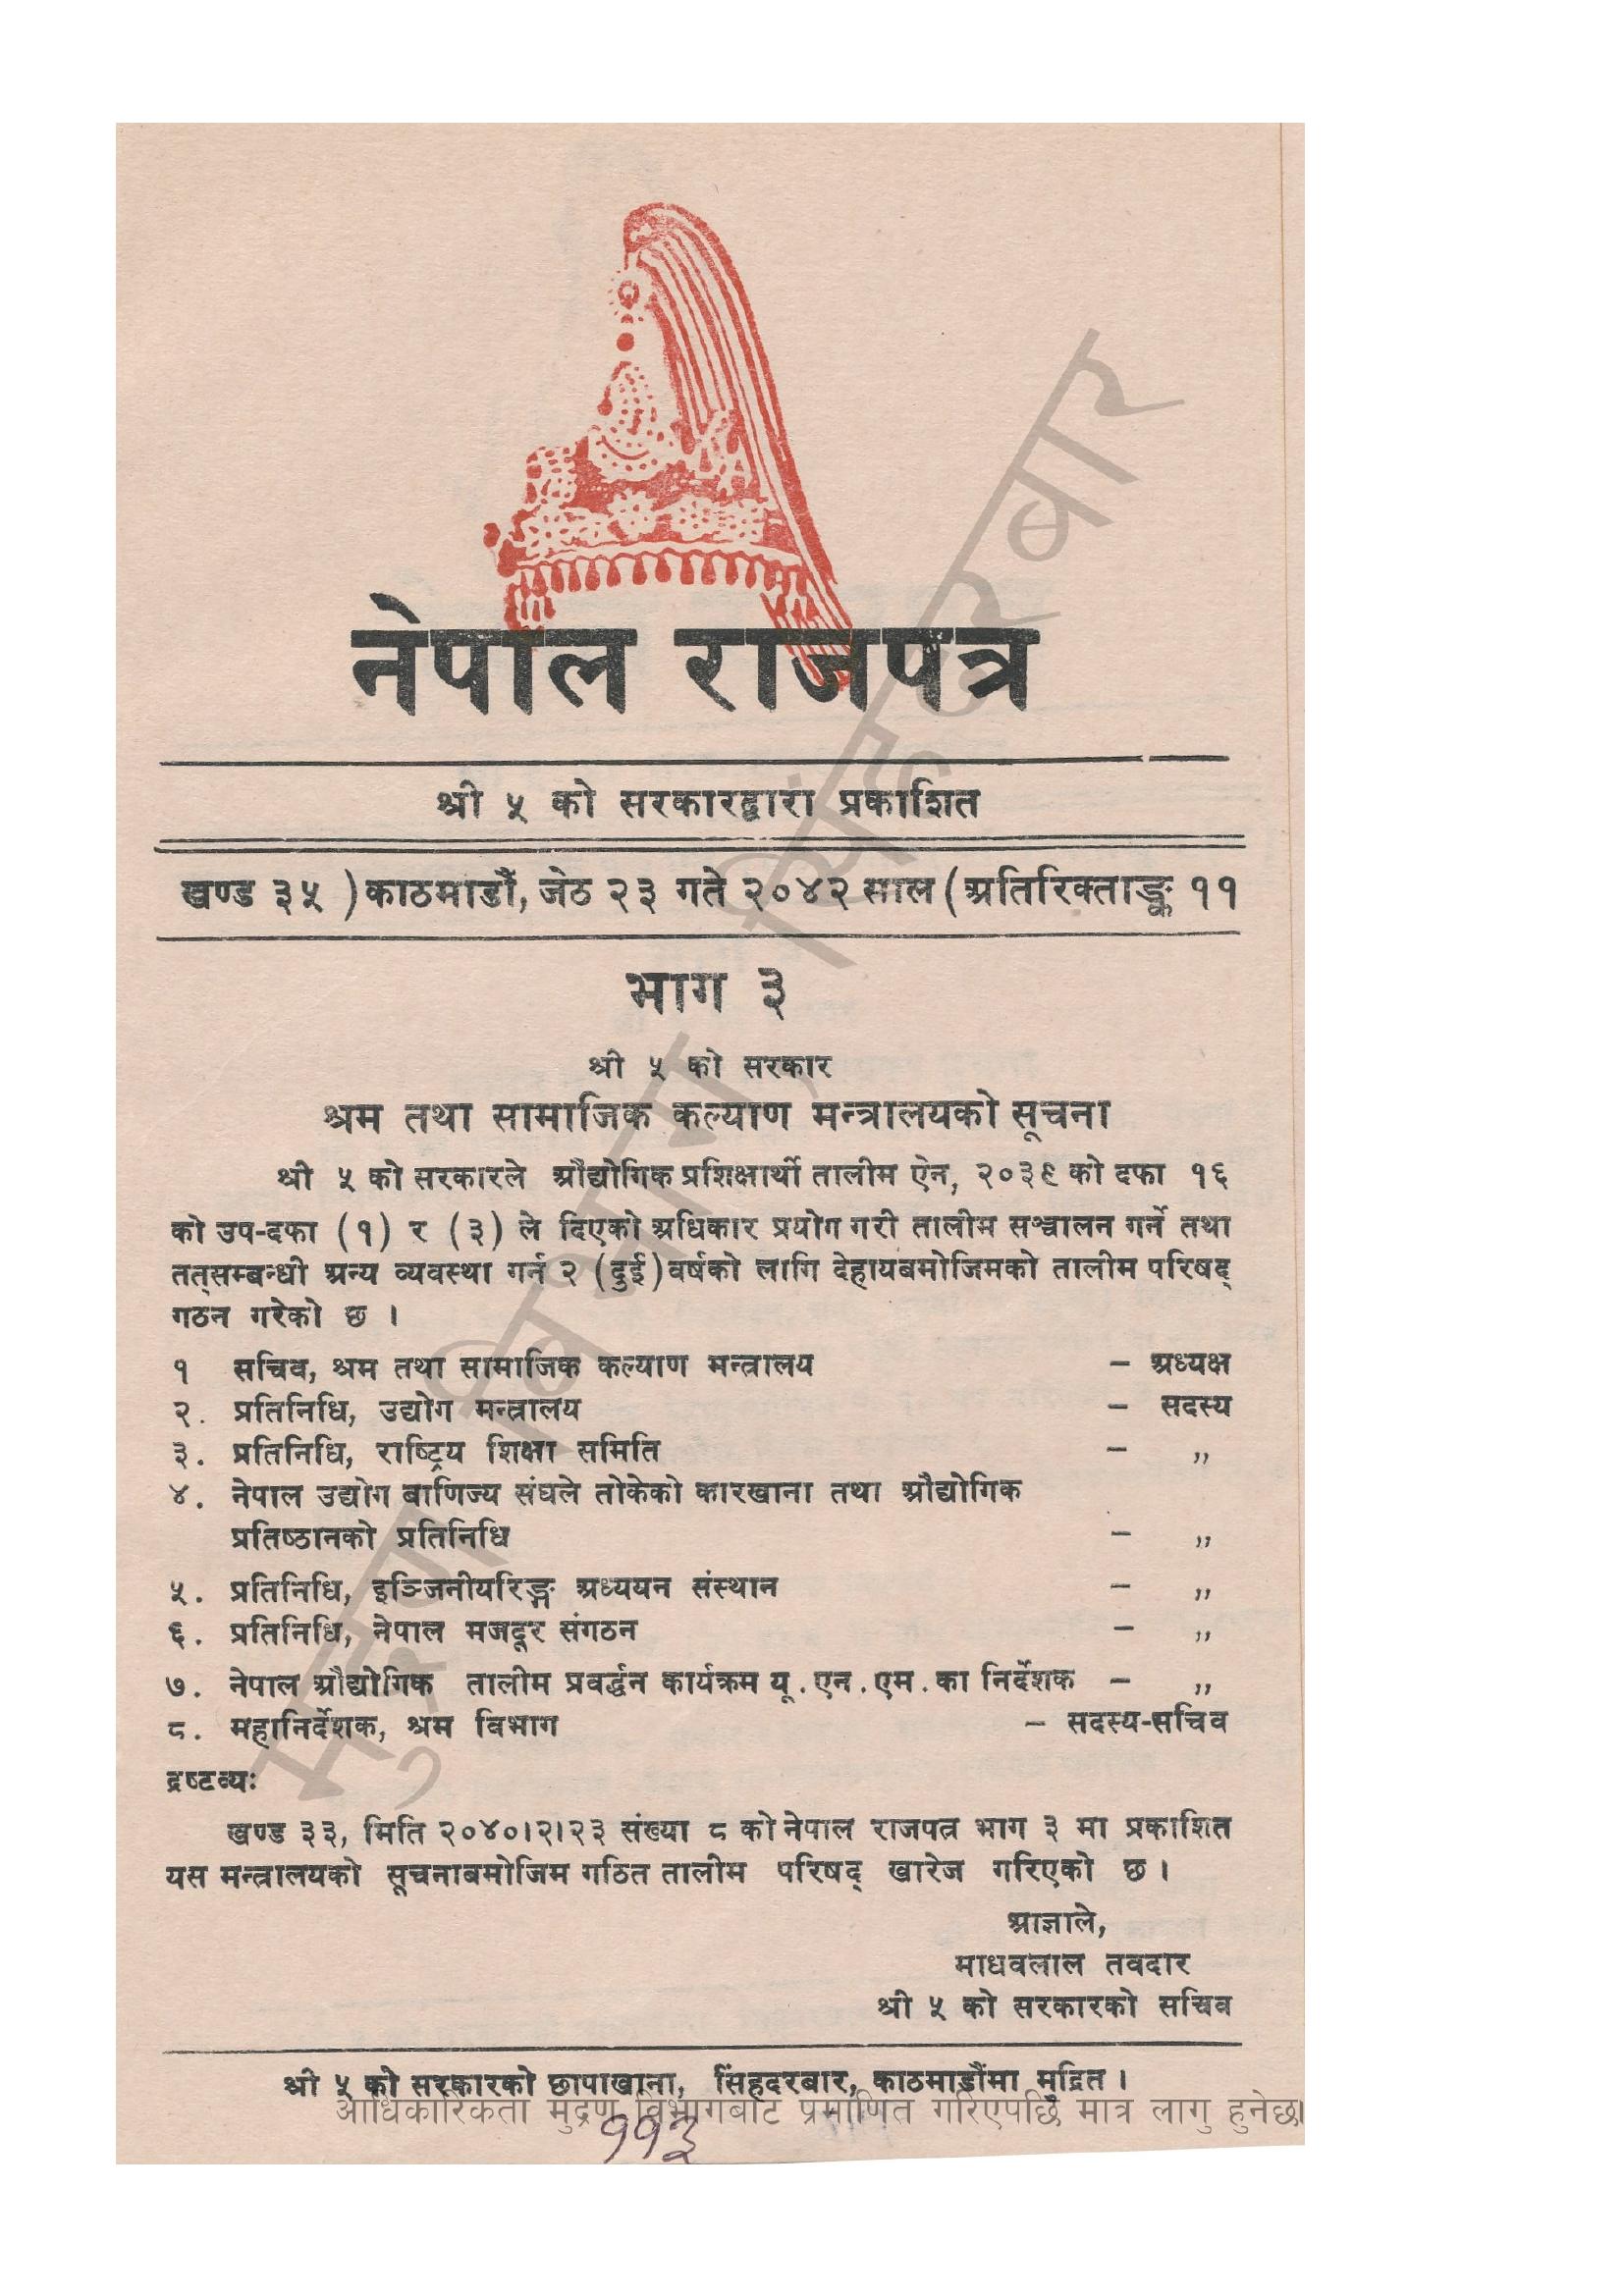 नेपाल राजपत्र
श्री ५ को सरकारद्वारा प्रकाशित
खण्ड ३५ ) काठमाडौं, जेठ २३ गते २०४२ साल ( अतिरिक्ताङ्क ११
भाग ३
श्री ५ को सरकार
श्रम तथा सामाजिक कल्याण मन्त्रालयको सूचना
श्री ५ को सरकारले औद्योगिक प्रशिक्षार्थी तालीम ऐन, २०३९ को दफा १६
को उप-दफा (१) र (३) ले दिएको अधिकार प्रयोग गरी तालीम सञ्चालन गर्ने तथा
तत्सम्बन्धी अन्य व्यवस्था गर्न २ (दुई) वर्षको लागि देहायबमोजिमको तालीम परिषद्
गठन गरेको छ ।
१ सचिव, श्रम तथा सामाजिक कल्याण मन्त्रालय – अध्यक्ष
२. प्रतिनिधि, उद्योग मन्त्रालय – सदस्य
३. प्रतिनिधि, राष्ट्रिय शिक्षा समिति – ,,
४. नेपाल उद्योग बाणिज्य संघले तोकेको कारखाना तथा औद्योगिक
प्रतिष्ठानको प्रतिनिधि – ,,
५. प्रतिनिधि, इञ्जिनीयरिङ्ग अध्ययन संस्थान – ,,
६. प्रतिनिधि, नेपाल मजदूर संगठन – ,,
७. नेपाल औद्योगिक तालीम प्रवर्द्धन कार्यक्रम यू.एन.एम.का निर्देशक – ,,
८. महानिर्देशक, श्रम विभाग – सदस्य-सचिव
द्रष्टव्यः
खण्ड ३३, मिति २०४०।२।२३ संख्या ८ को नेपाल राजपत्र भाग ३ मा प्रकाशित
यस मन्त्रालयको सूचनाबमोजिम गठित तालीम परिषद् खारेज गरिएको छ ।
आज्ञाले,
माधवलाल तवदार
श्री ५ को सरकारको सचिव
श्री ५ को सरकारको छापाखाना, सिंहदरबार, काठमाडौंमा मुद्रित ।
आधिकारिकता मुद्रण विभागबाट प्रमाणित गरिएपछि मात्र लागु हुनेछ।
११३
मुद्रण विभाग, सिंहदरबार